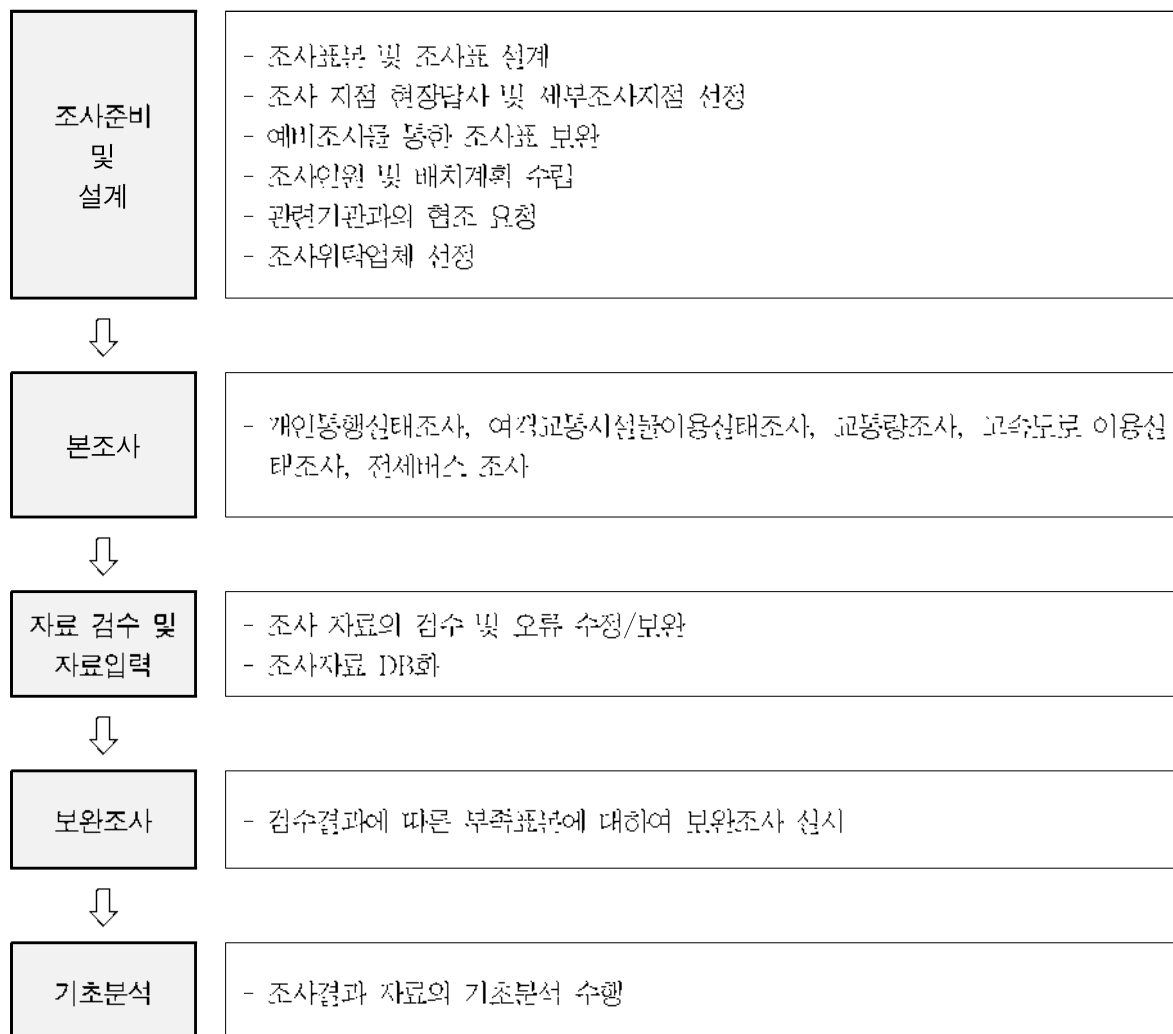 조사준비
및
설계
- 조사표본 및 조사표 설계
- 조사 지점 현장답사 및 세부조사지점 선정
- 예비조사를 통한 조사표 보완
- 조사인원 및 배치계획 수립
- 관련기관과의 협조 요청
- 조사위탁업체 선정
본조사
- 개인통행실태조사, 여객교통시설물이용실태조사, 교통량조사, 고속도로 이용실
태조사, 전세버스 조사
자료 검수 및
자료입력
- 조사 자료의 검수 및 오류 수정/보완
- 조사자료 DB화
보완조사
- 검수결과에 따른 부족표본에 대하여 보완조사 실시
기초분석
- 조사결과 자료의 기초분석 수행